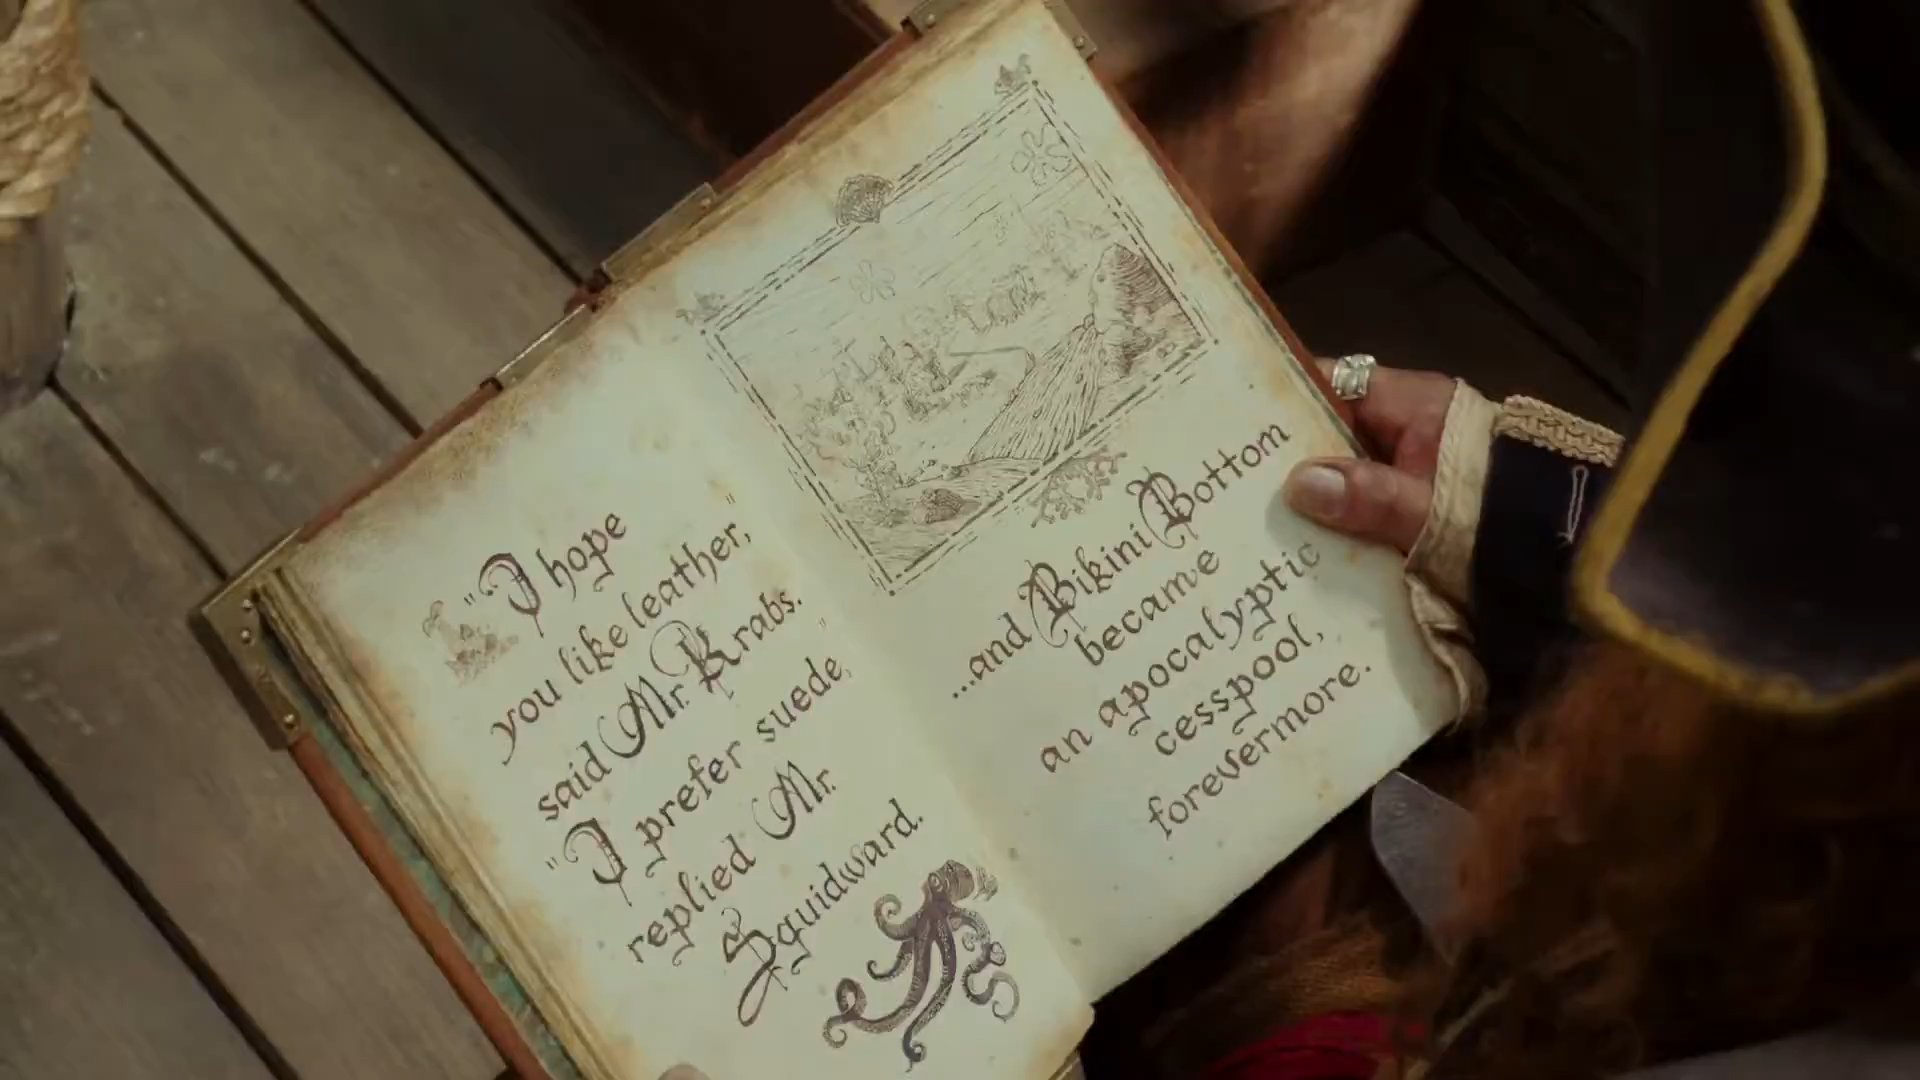 "I hope
you like leather,"
said Mr. Krabs.
"I prefer suede,"
replied Mr.
Squidward.
...and Bikini Bottom
became
an apocalyptic
cesspool,
forevermore.